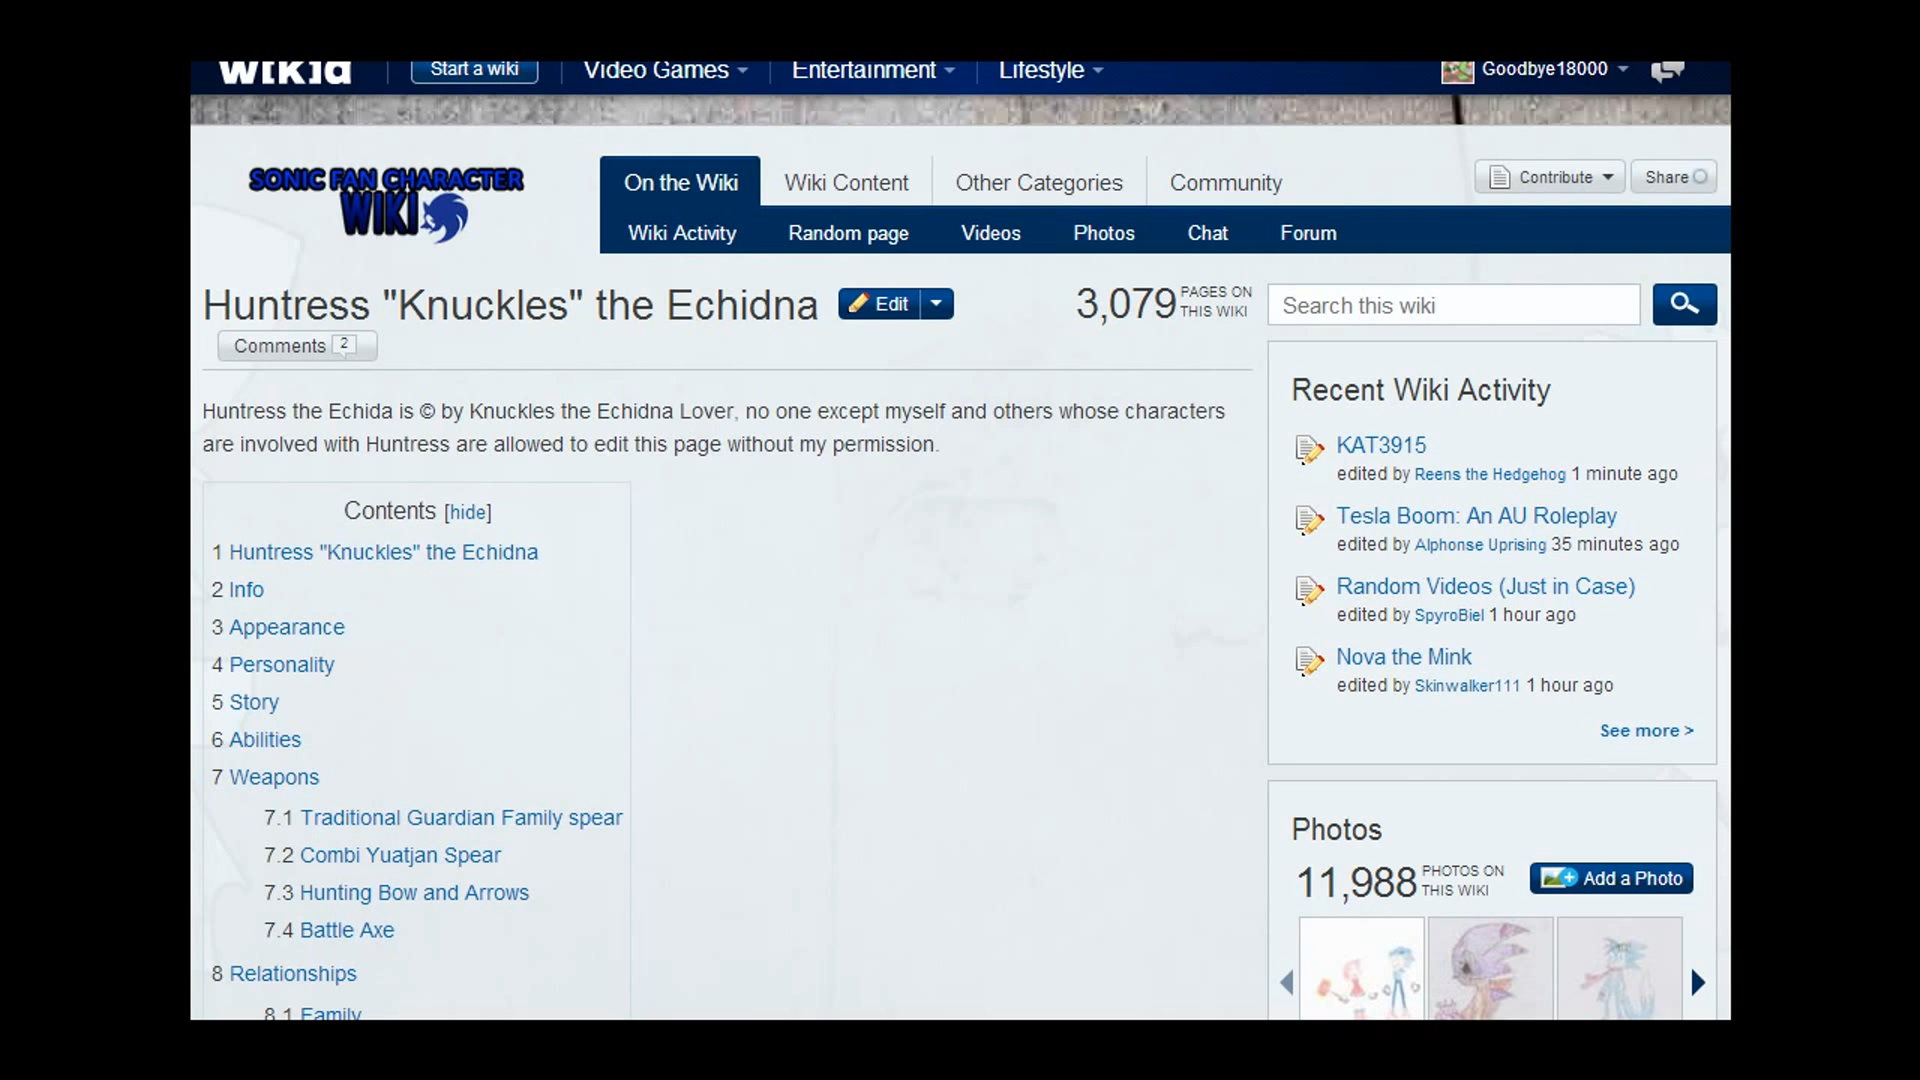 wikia
Start a wiki
Video Games
Entertainment
Lifestyle
Goodbye18000
SONIC FAN CHARACTER
WIKI
On the Wiki
Wiki Content
Other Categories
Community
Contribute
Share
Wiki Activity
Random page
Videos
Photos
Chat
Forum
Huntress "Knuckles" the Echidna
Edit
3,079 PAGES ON
THIS WIKI
Search this wiki
Comments 2
Huntress the Echida is © by Knuckles the Echidna Lover, no one except myself and others whose characters
are involved with Huntress are allowed to edit this page without my permission.
Contents [hide]
1 Huntress "Knuckles" the Echidna
2 Info
3 Appearance
4 Personality
5 Story
6 Abilities
7 Weapons
7.1 Traditional Guardian Family spear
7.2 Combi Yuatjan Spear
7.3 Hunting Bow and Arrows
7.4 Battle Axe
8 Relationships
8.1 Family
Recent Wiki Activity
KAT3915
edited by Reens the Hedgehog 1 minute ago
Tesla Boom: An AU Roleplay
edited by Alphonse Uprising 35 minutes ago
Random Videos (Just in Case)
edited by SpyroBiel 1 hour ago
Nova the Mink
edited by Skinwalker111 1 hour ago
See more >
Photos
11,988 PHOTOS ON
THIS WIKI
Add a Photo